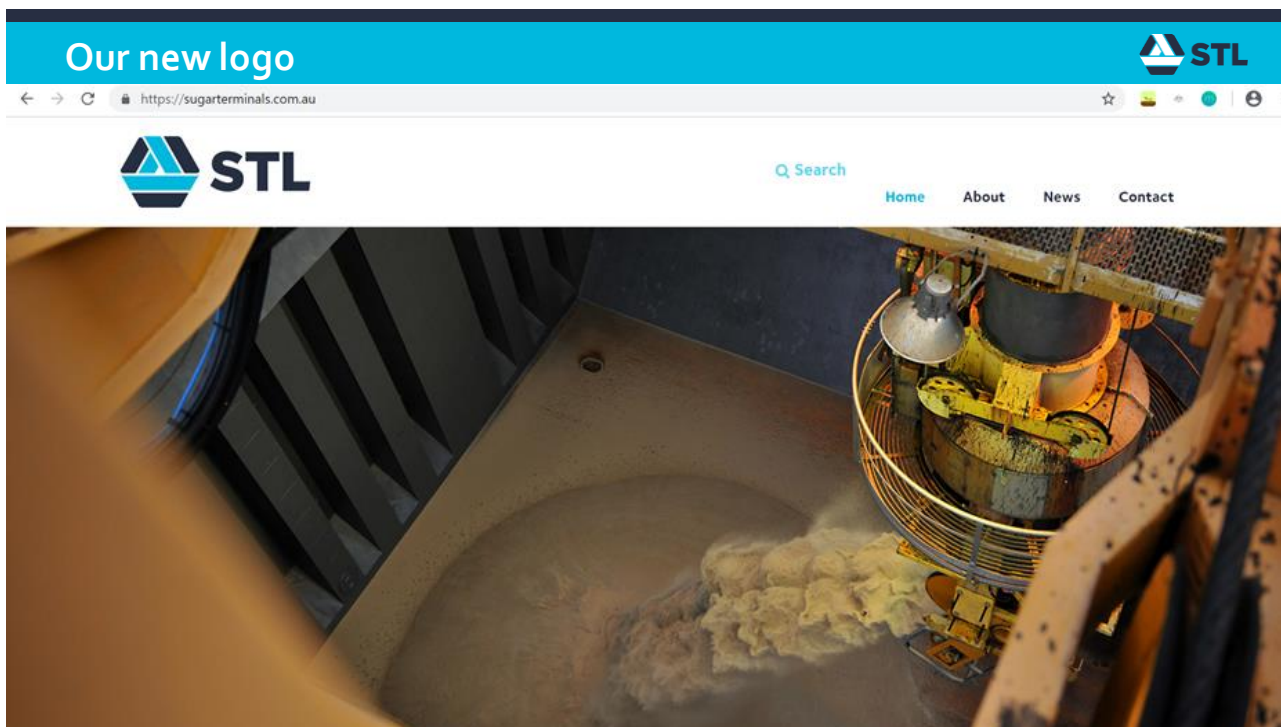 Our new logo
STL
https://sugarterminals.com.au
STL
Search
Home About News Contact